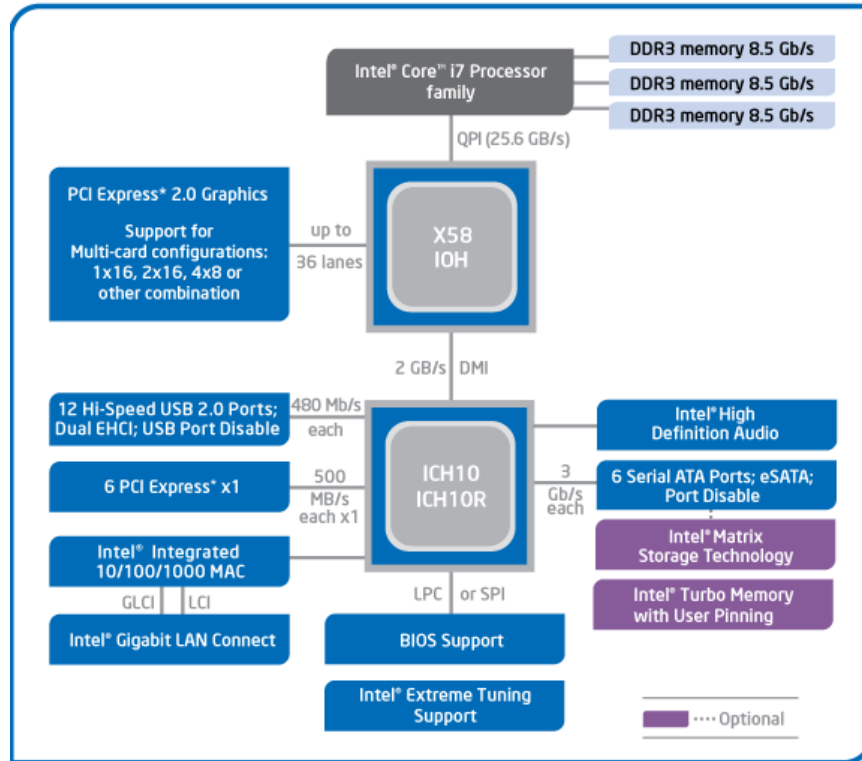 Intel® Core™ i7 Processor
family
DDR3 memory 8.5 Gb/s
DDR3 memory 8.5 Gb/s
DDR3 memory 8.5 Gb/s
QPI (25.6 GB/s)
PCI Express* 2.0 Graphics
Support for
Multi-card configurations:
1x16, 2x16, 4x8 or
other combination
up to
36 lanes
X58
IOH
2 GB/s DMI
12 Hi-Speed USB 2.0 Ports;
Dual EHCI; USB Port Disable
480 Mb/s
each
6 PCI Express* x1
500
MB/s
each x1
Intel® Integrated
10/100/1000 MAC
GLCI LCI
Intel® Gigabit LAN Connect
ICH10
ICH10R
Intel® High
Definition Audio
3
Gb/s
each
6 Serial ATA Ports; eSATA;
Port Disable
Intel® Matrix
Storage Technology
Intel® Turbo Memory
with User Pinning
LPC or SPI
BIOS Support
Intel® Extreme Tuning
Support
Optional